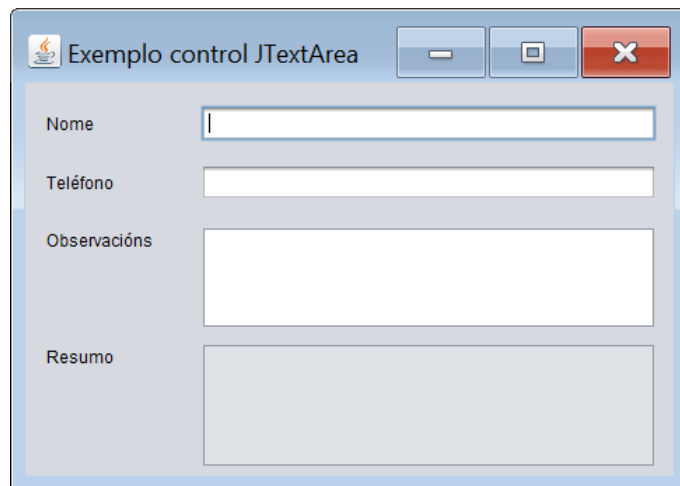 Exemplo control JTextArea
Nome
Teléfono
Observacións
Resumo